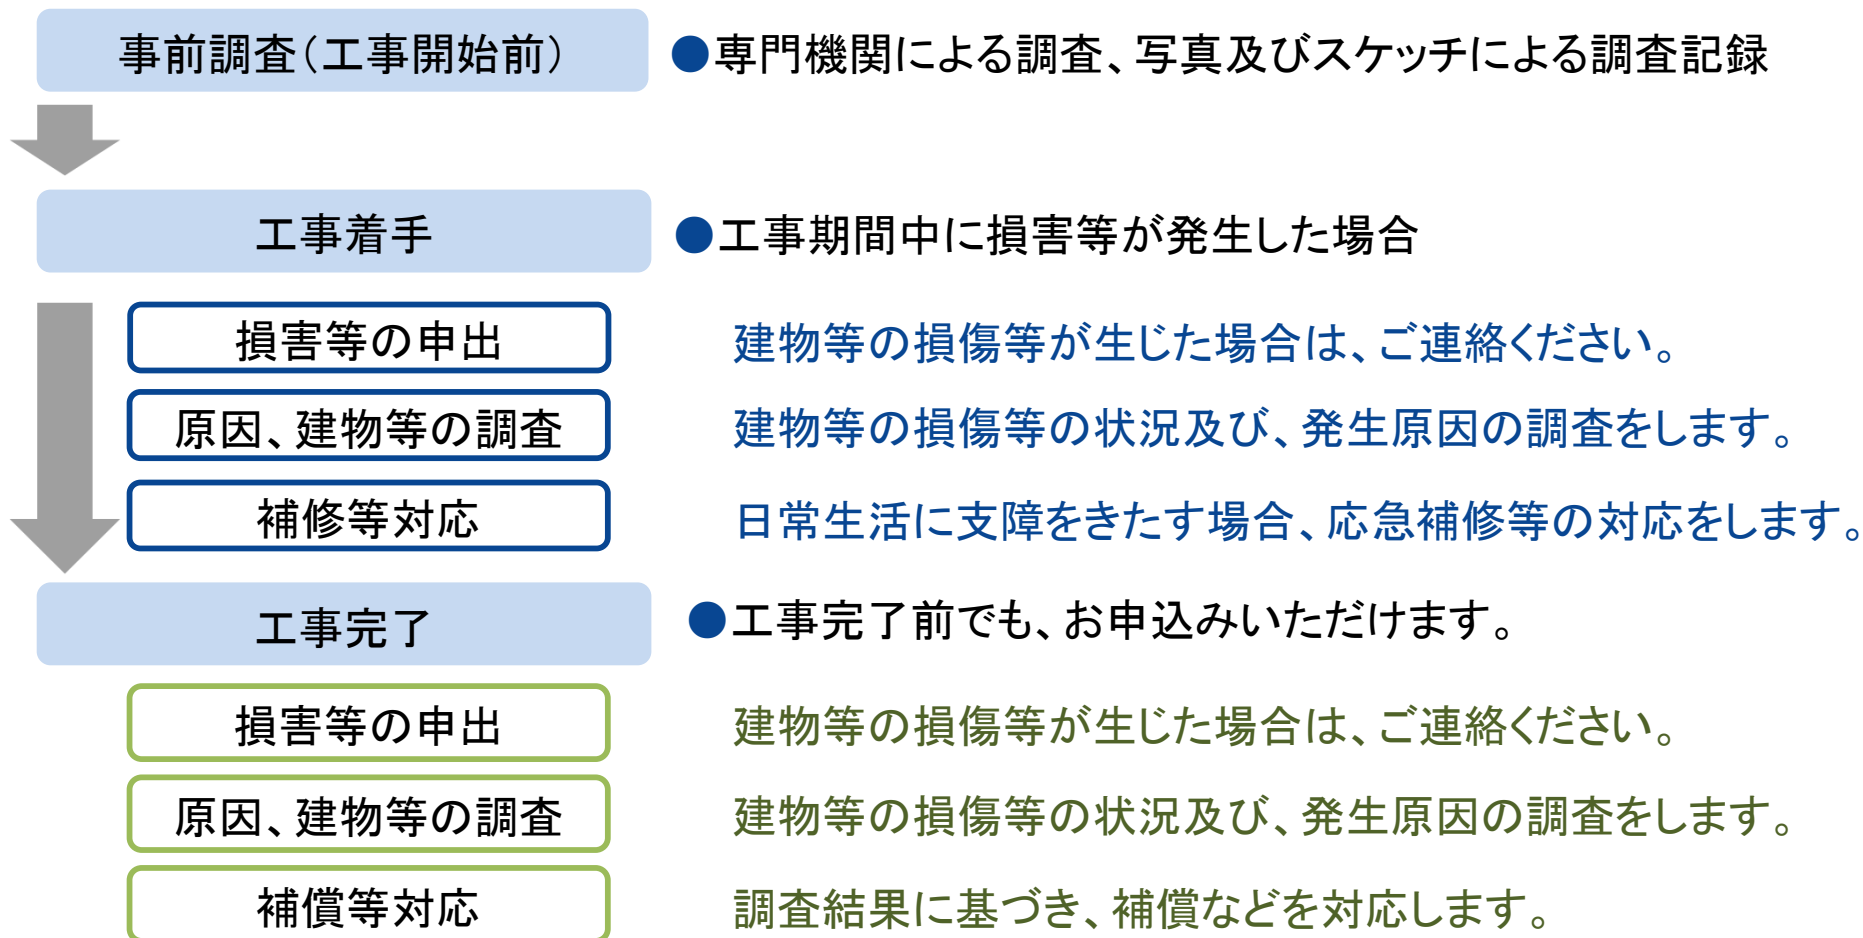 事前調査(工事開始前)
●専門機関による調査、写真及びスケッチによる調査記録
工事着手
●工事期間中に損害等が発生した場合
損害等の申出
建物等の損傷等が生じた場合は、ご連絡ください。
原因、建物等の調査
建物等の損傷等の状況及び、発生原因の調査をします。
補修等対応
日常生活に支障をきたす場合、応急補修等の対応をします。
工事完了
●工事完了前でも、お申込みいただけます。
損害等の申出
建物等の損傷等が生じた場合は、ご連絡ください。
原因、建物等の調査
建物等の損傷等の状況及び、発生原因の調査をします。
補償等対応
調査結果に基づき、補償などを対応します。